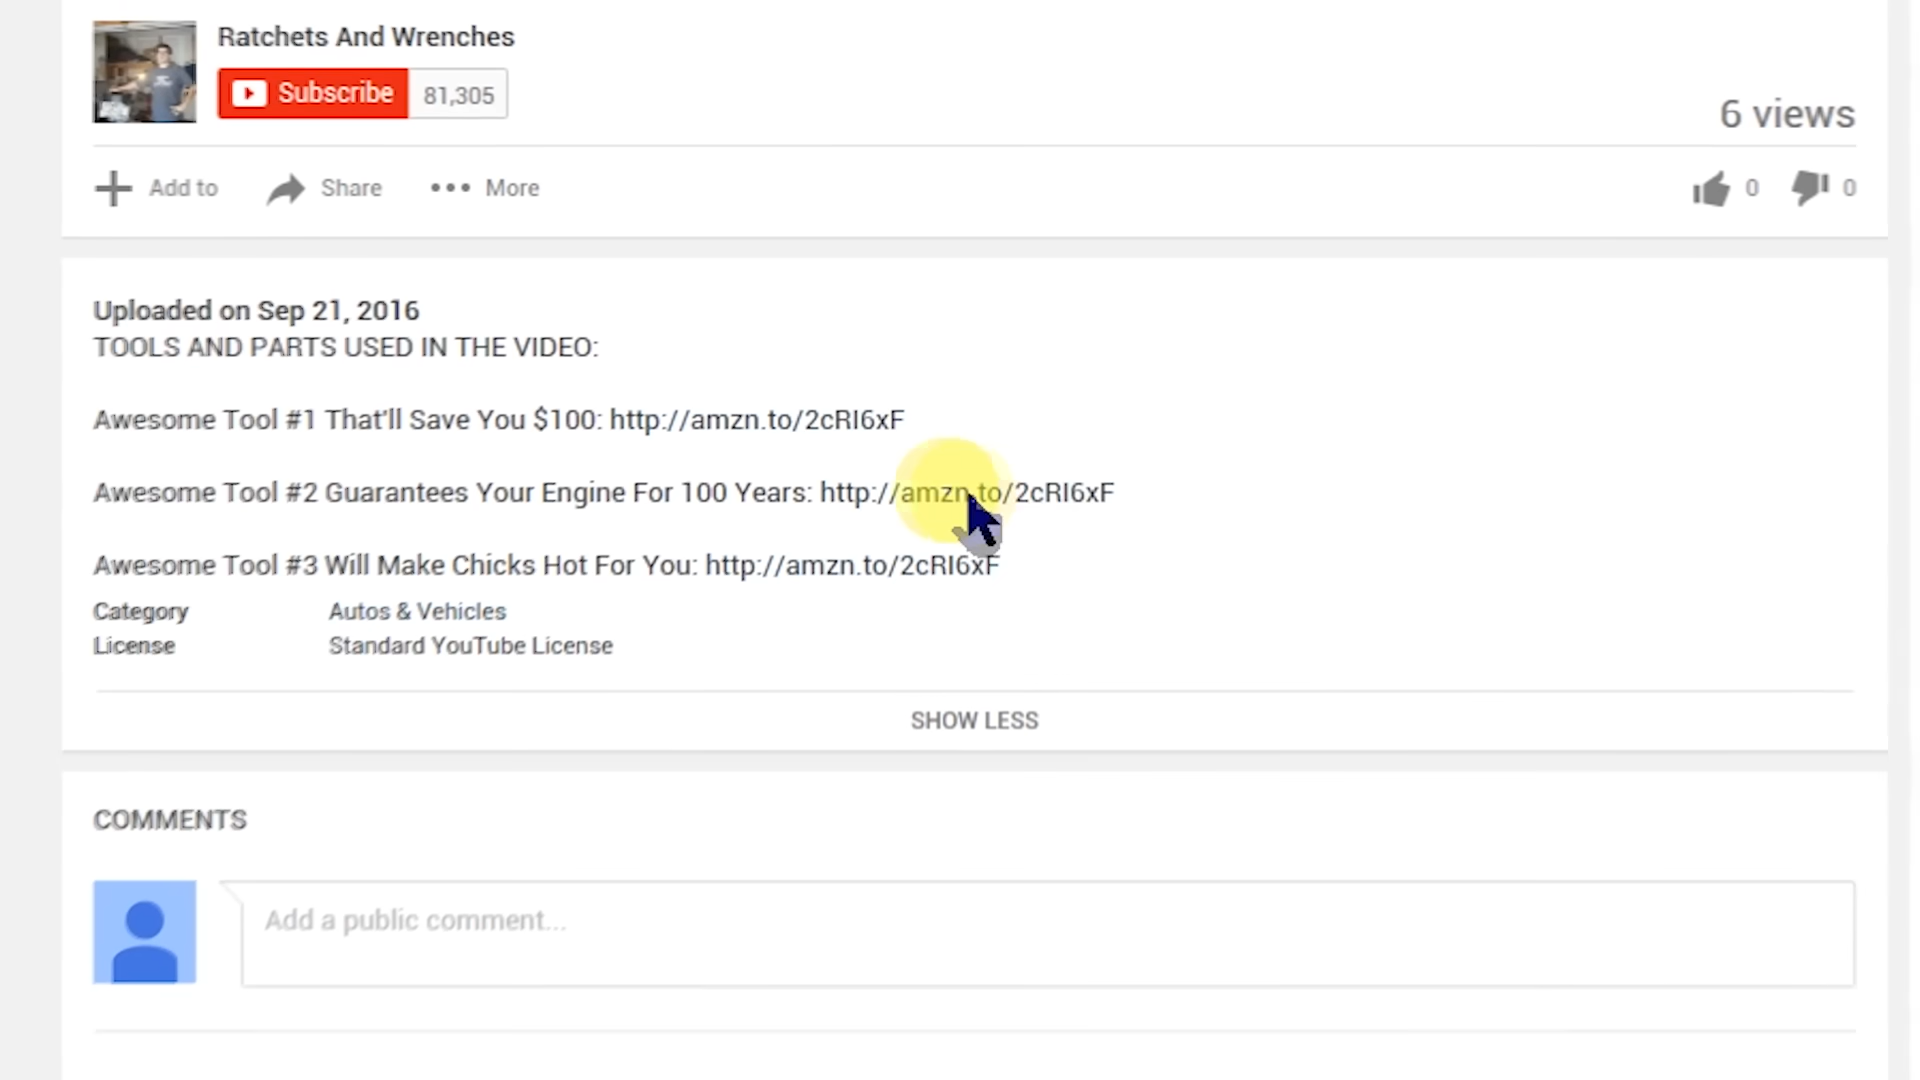 Ratchets And Wrenches
Subscribe 81,305
6 views
Add to Share More 0 0
Uploaded on Sep 21, 2016
TOOLS AND PARTS USED IN THE VIDEO:
Awesome Tool #1 That'll Save You $100: http://amzn.to/2cRI6xF
Awesome Tool #2 Guarantees Your Engine For 100 Years: http://amzn.to/2cRI6xF
Awesome Tool #3 Will Make Chicks Hot For You: http://amzn.to/2cRI6xF
Category Autos & Vehicles
License Standard YouTube License
SHOW LESS
COMMENTS
Add a public comment...